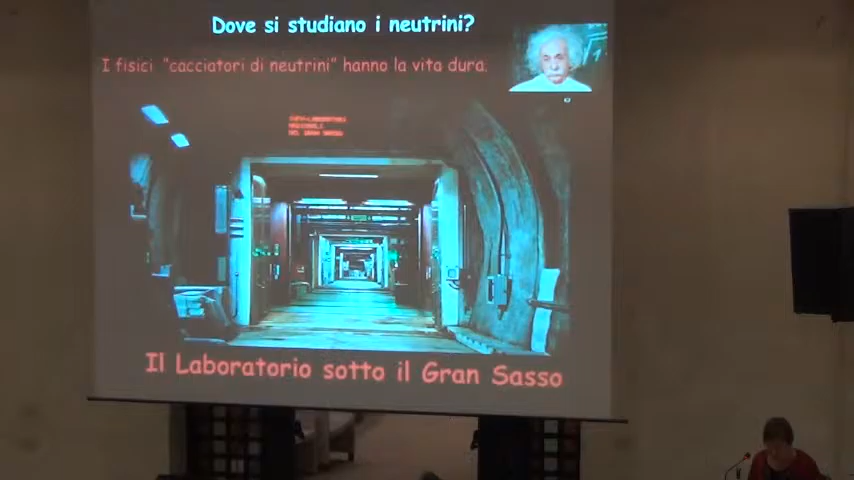 Dove si studiano i neutrini?
I fisici "cacciatori di neutrini" hanno la vita dura.
Il Laboratorio sotto il Gran Sasso